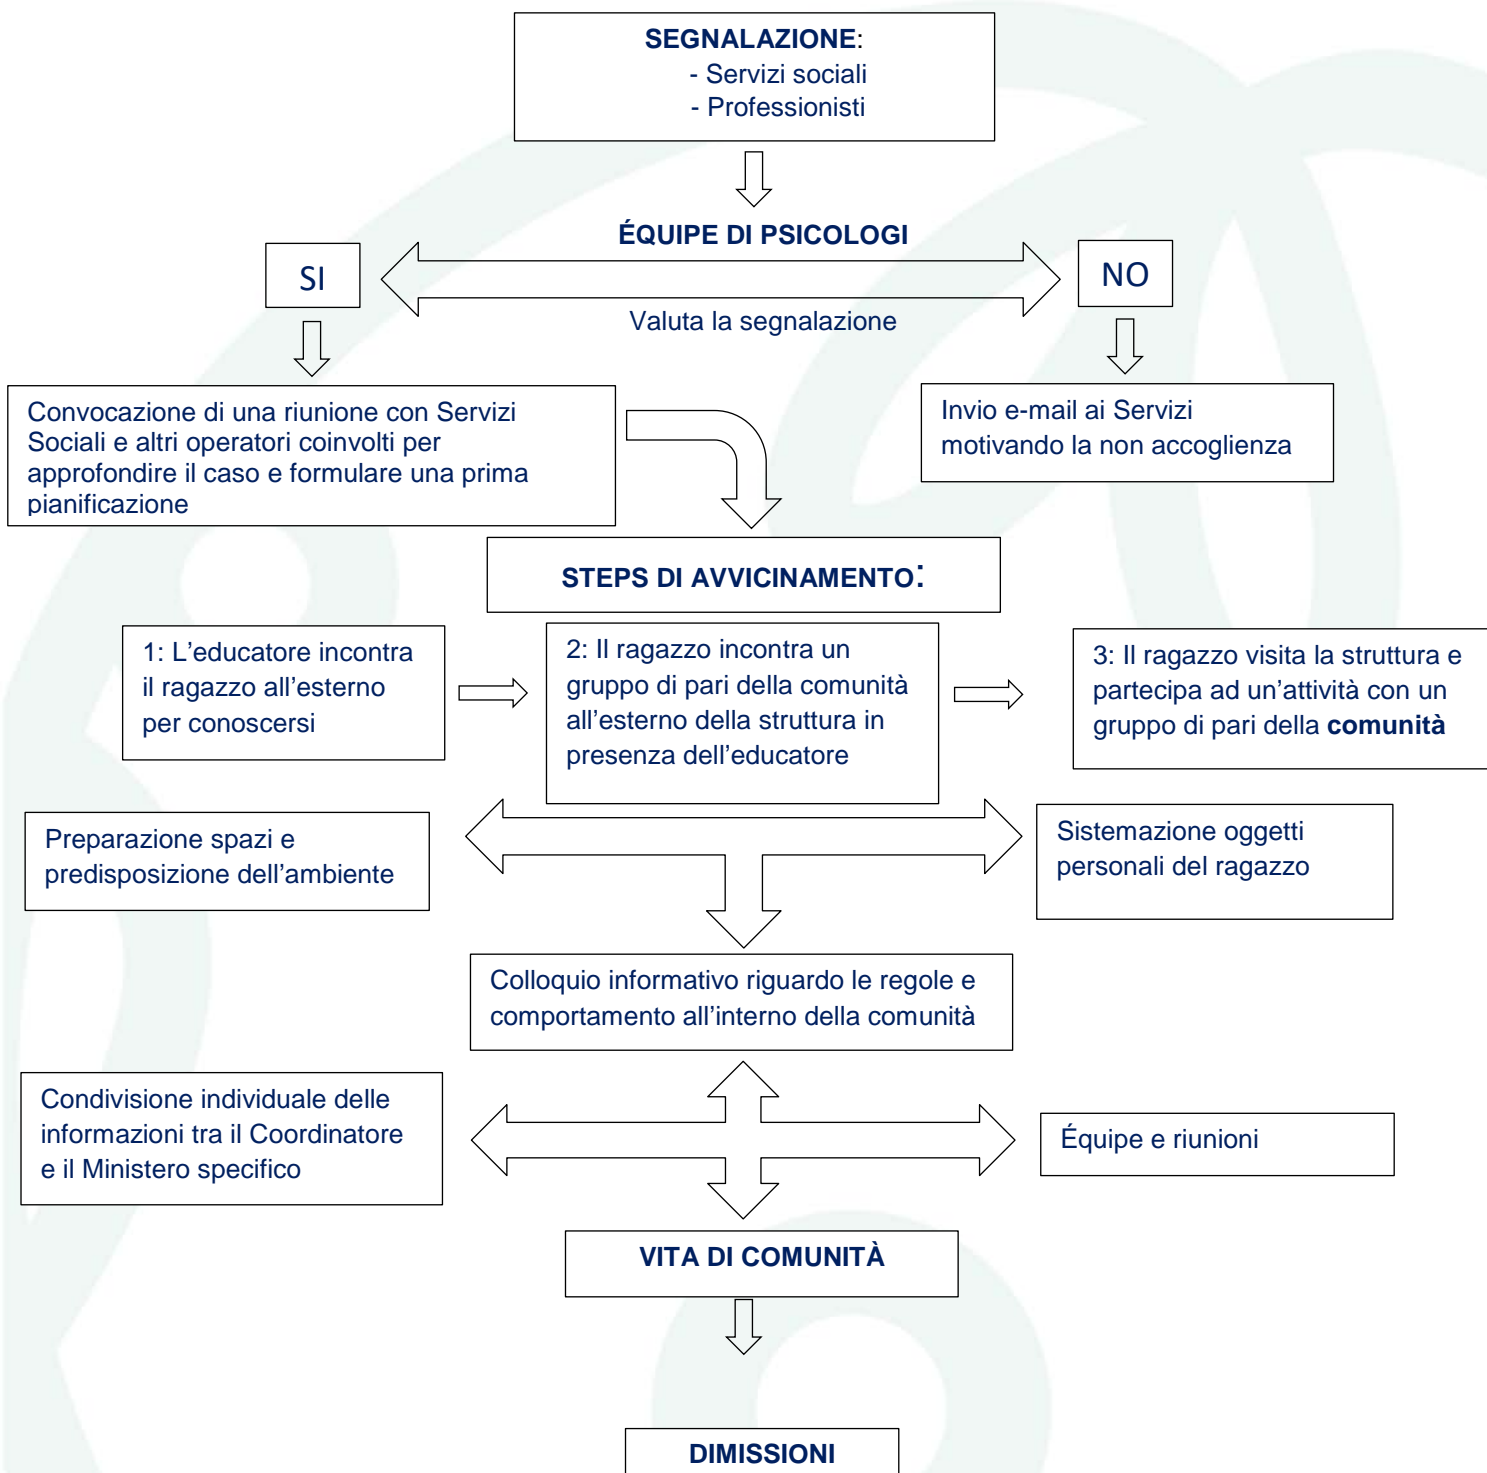 SEGNALAZIONE:
- Servizi sociali
- Professionisti
ÉQUIPE DI PSICOLOGI
SI
NO
Valuta la segnalazione
Convocazione di una riunione con Servizi
Sociali e altri operatori coinvolti per
approfondire il caso e formulare una prima
pianificazione
Invio e-mail ai Servizi
motivando la non accoglienza
STEPS DI AVVICINAMENTO:
1: L'educatore incontra
il ragazzo all'esterno
per conoscersi
2: Il ragazzo incontra un
gruppo di pari della comunità
all'esterno della struttura in
presenza dell'educatore
3: Il ragazzo visita la struttura e
partecipa ad un'attività con un
gruppo di pari della comunità
Preparazione spazi e
predisposizione dell'ambiente
Sistemazione oggetti
personali del ragazzo
Colloquio informativo riguardo le regole e
comportamento all'interno della comunità
Condivisione individuale delle
informazioni tra il Coordinatore
e il Ministero specifico
Équipe e riunioni
VITA DI COMUNITÀ
DIMISSIONI